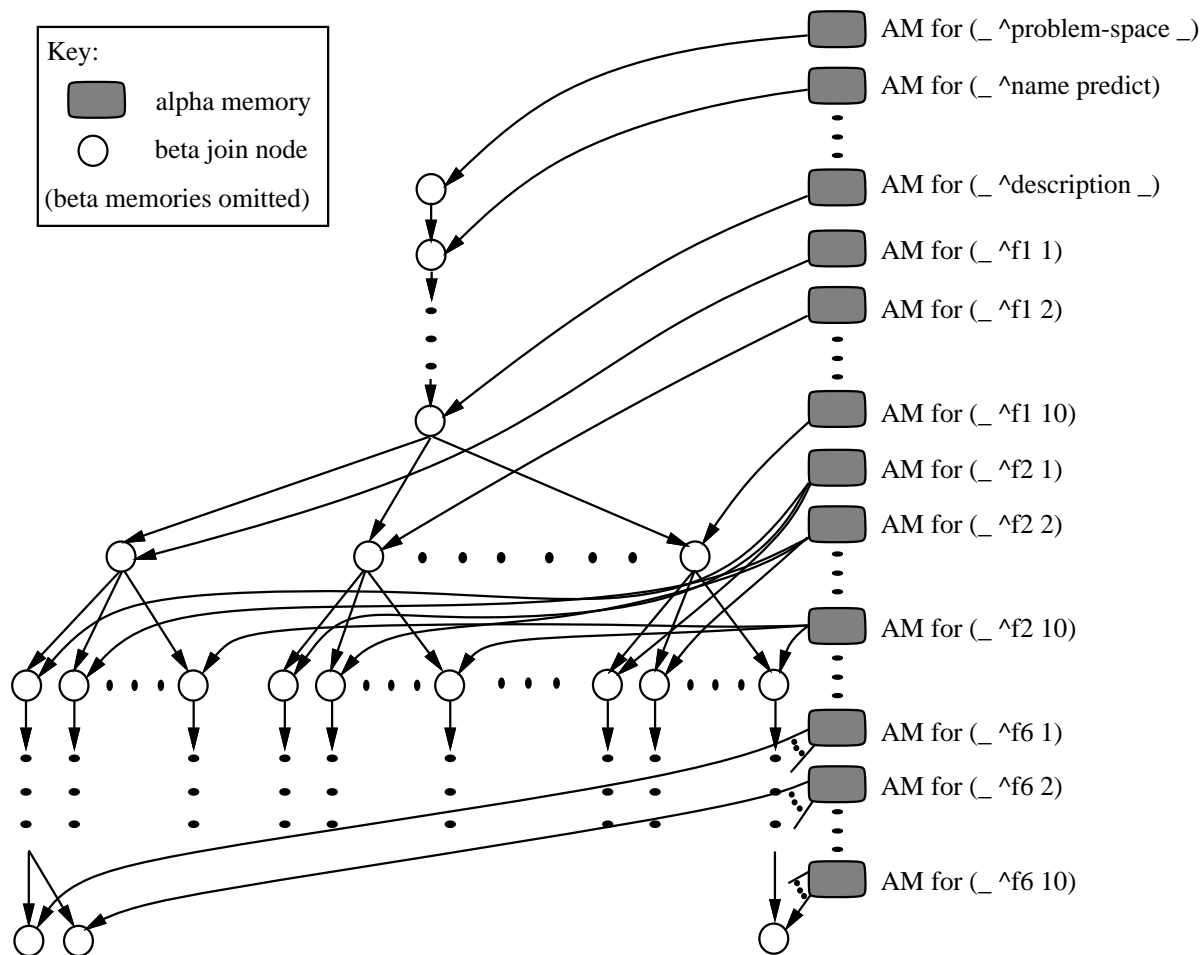 Key:
alpha memory
beta join node
(beta memories omitted)
AM for (_ ^problem-space _)
AM for (_ ^name predict)
AM for (_ ^description _)
AM for (_ ^f1 1)
AM for (_ ^f1 2)
AM for (_ ^f1 10)
AM for (_ ^f2 1)
AM for (_ ^f2 2)
AM for (_ ^f2 10)
AM for (_ ^f6 1)
AM for (_ ^f6 2)
AM for (_ ^f6 10)